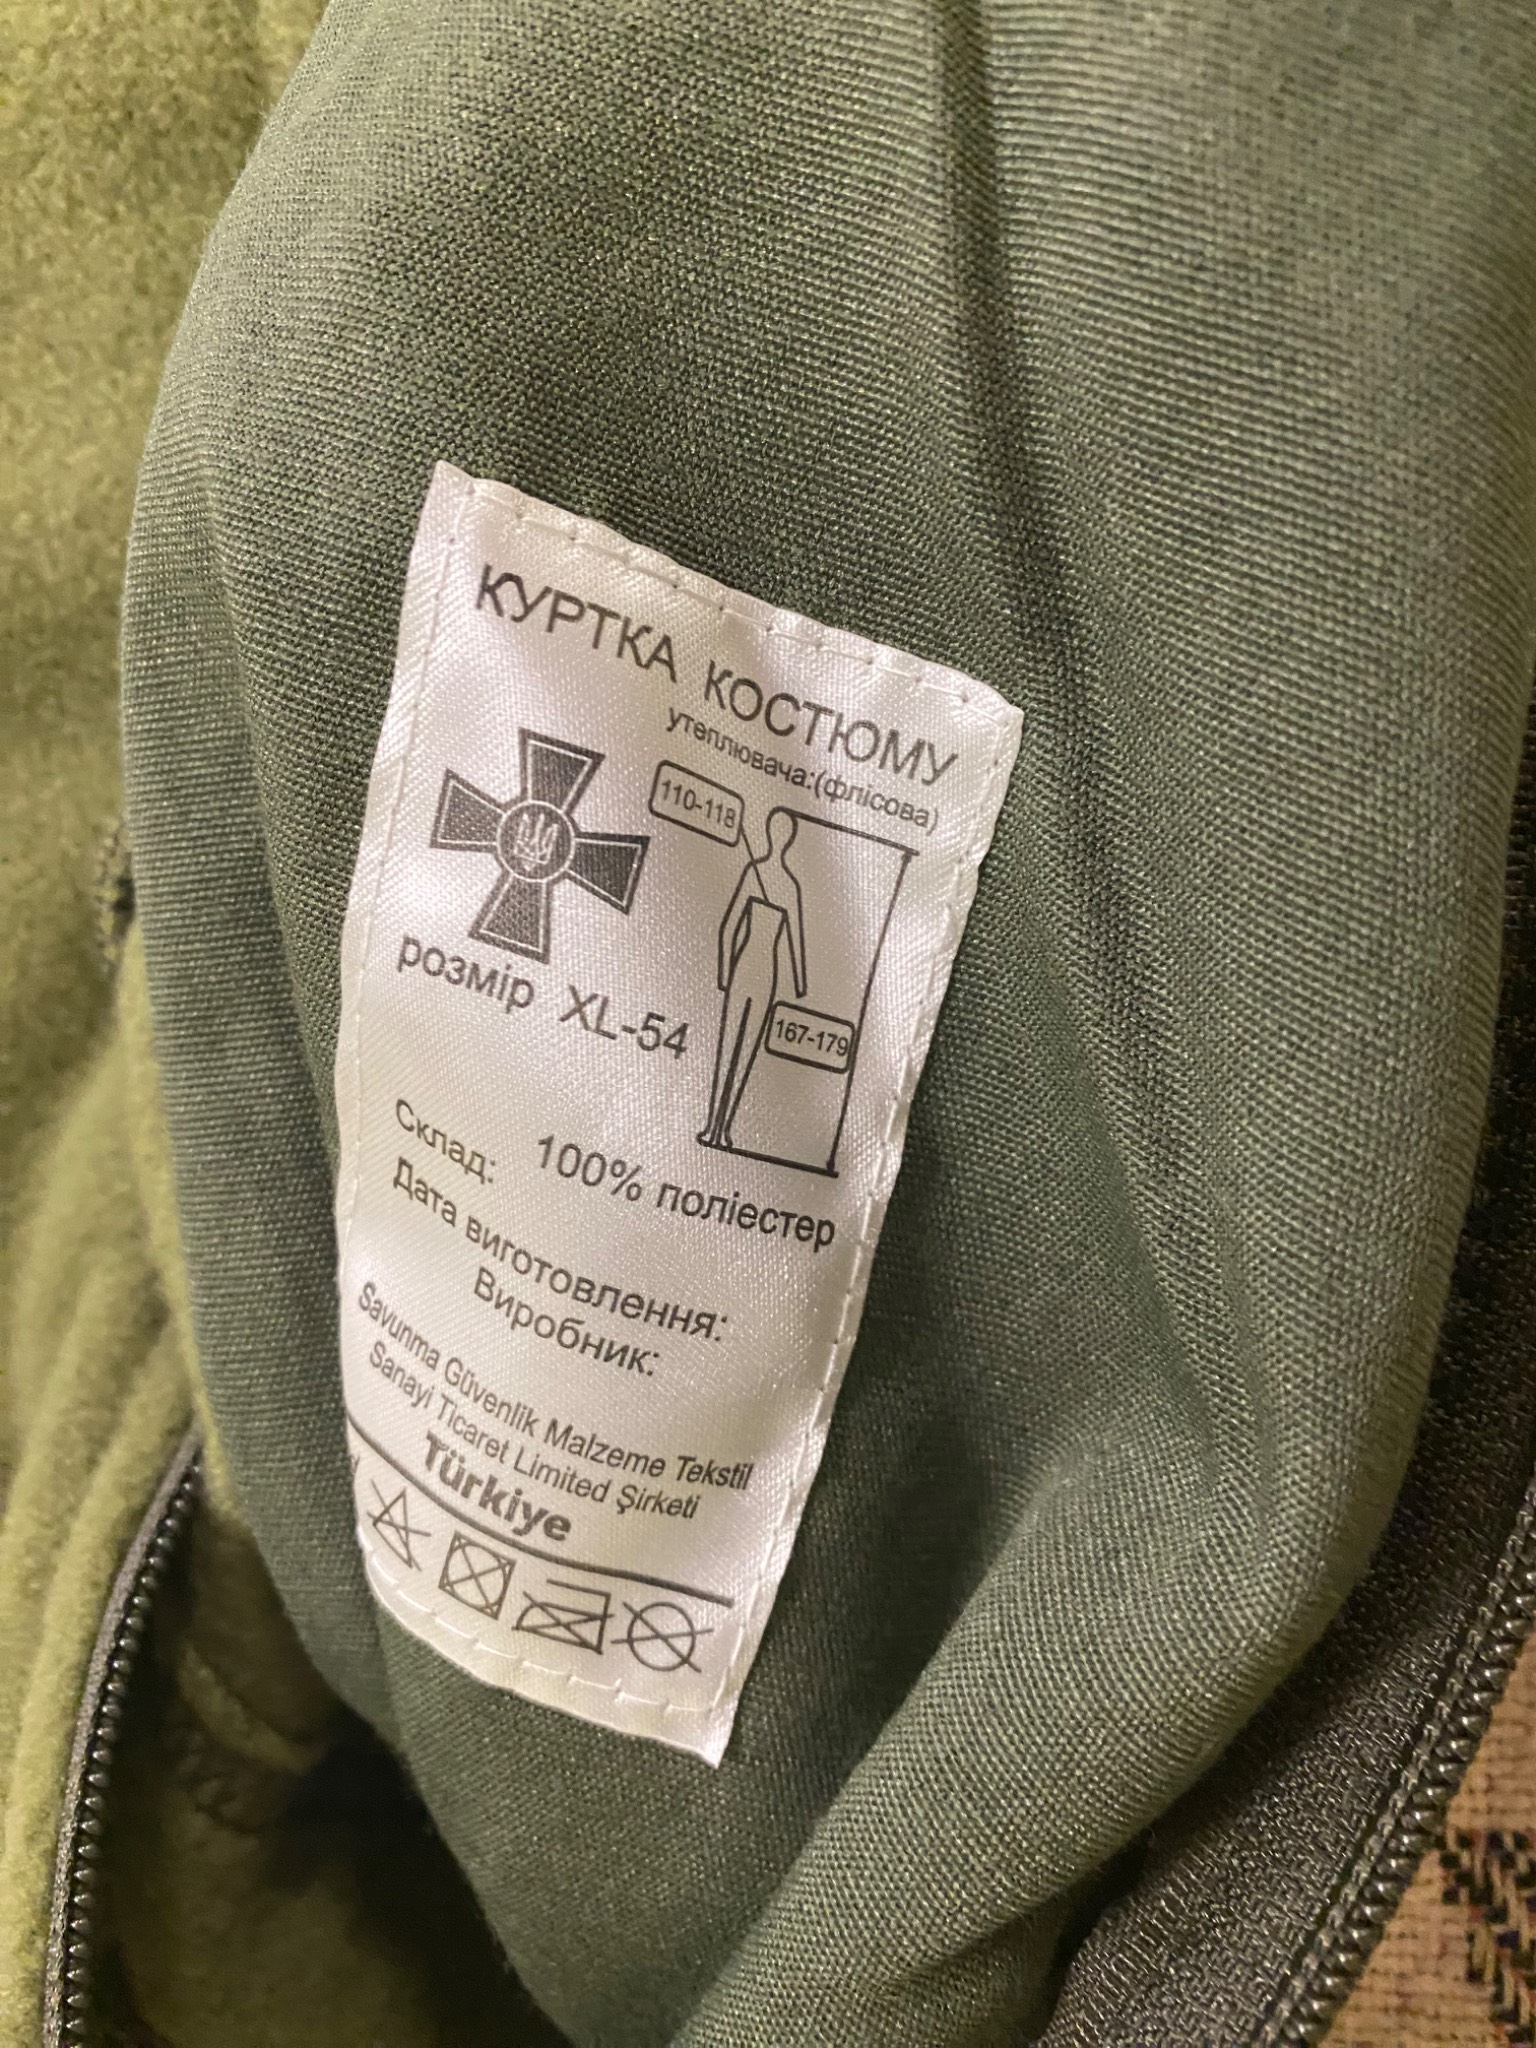 КУРТКА КОСТЮМУ
утеплювача:(флісова)
110-118
розмір XL-54
167-179
Склад: 100% поліестер
Дата виготовлення:
Виробник:
Savunma Güvenlik Malzeme Tekstil
Sanayi Ticaret Limited Şirketi
Türkiye